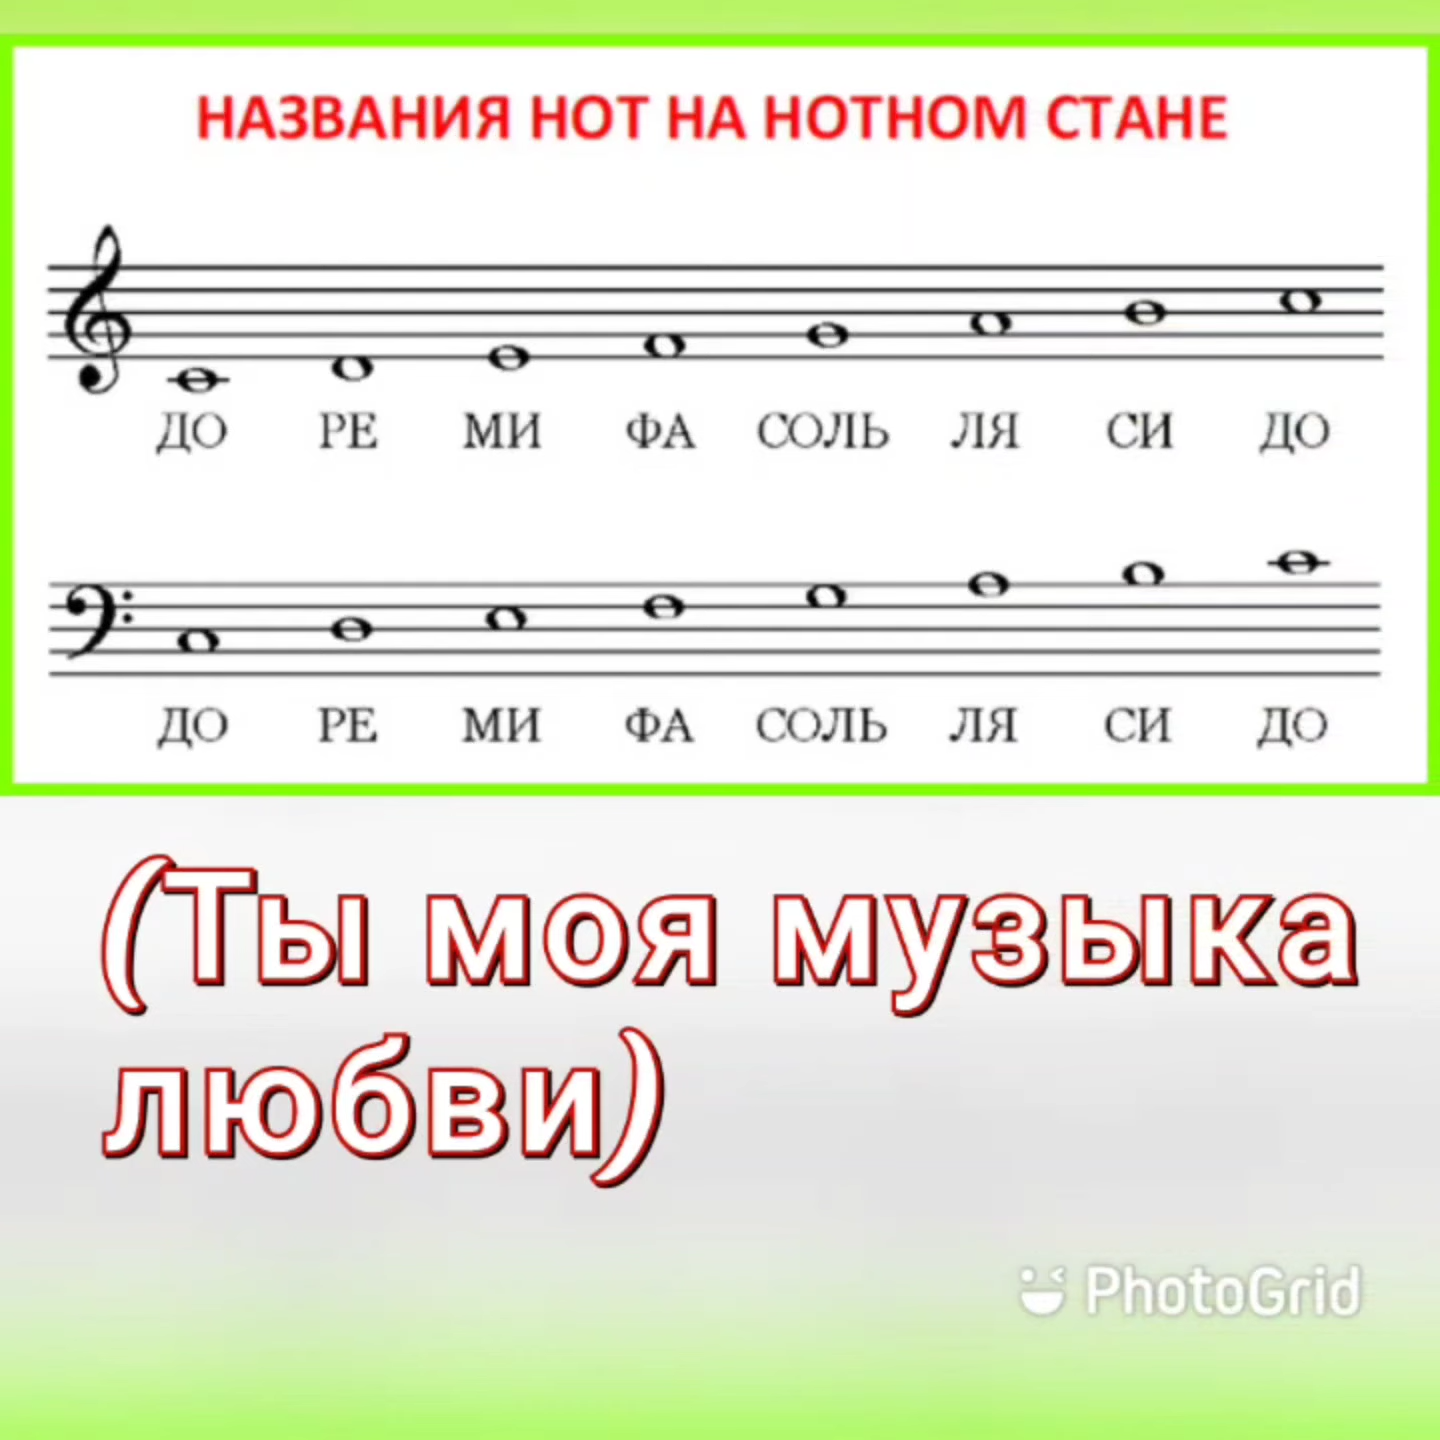 НАЗВАНИЯ НОТ НА НОТНОМ СТАНЕ
ДО РЕ МИ ФА СОЛЬ ЛЯ СИ ДО
ДО РЕ МИ ФА СОЛЬ ЛЯ СИ ДО
(Ты моя музыка
любви)
PhotoGrid